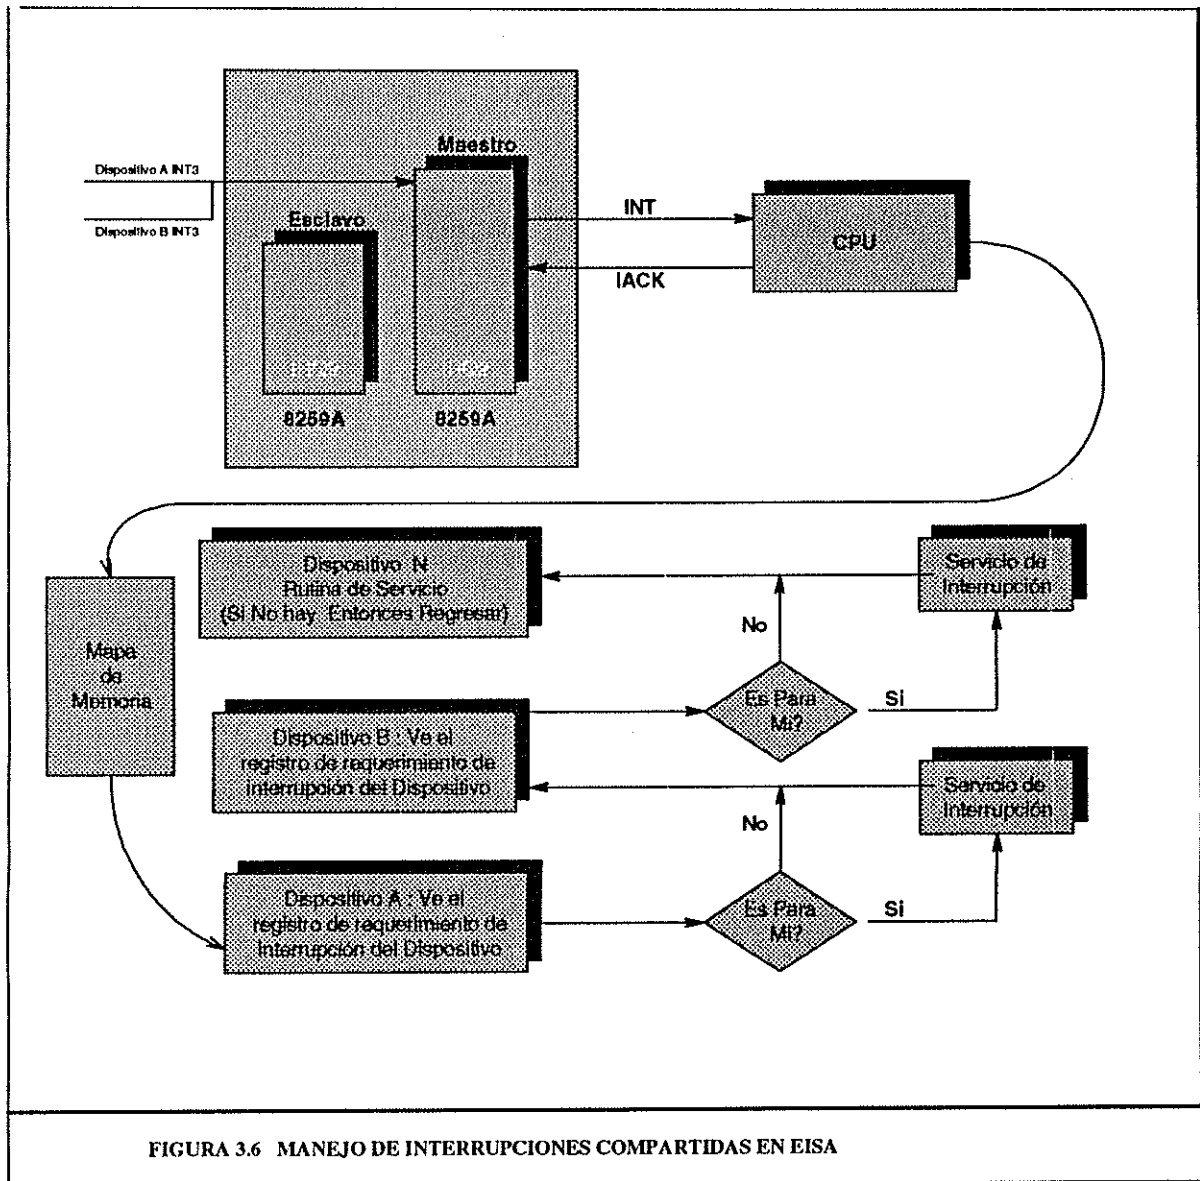 Maestro
Dispositivo A INT3
Dispositivo B INT3
Esclavo
INT
CPU
IACK
8259A
8259A
Dispositivo N
Rutina de Servicio
(Si No hay Entonces Regresar)
Servicio de
Interrupción
No
Mapa
de
Memoria
Es Para
Mi?
Si
Dispositivo B : Ve el
registro de requerimiento de
interrupción del Dispositivo
Servicio de
Interrupción
No
Dispositivo A : Ve el
registro de requerimiento de
interrupción del Dispositivo
Es Para
Mi?
Si
FIGURA 3.6 MANEJO DE INTERRUPCIONES COMPARTIDAS EN EISA